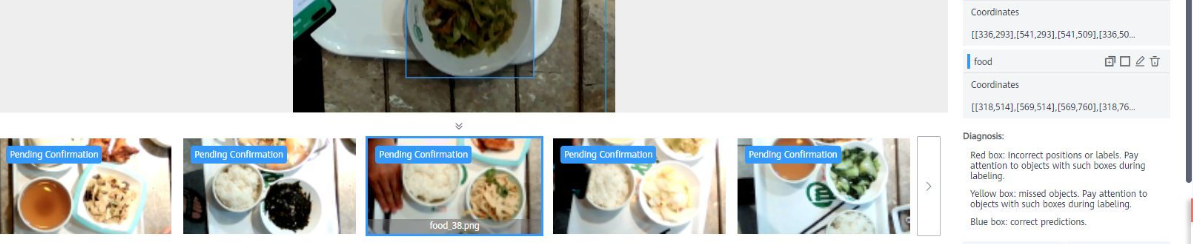 Coordinates
[[336,293],[541,293],[541,509],[336,50...
food
Coordinates
[[318,514],[569,514],[569,760],[318,76...
Diagnosis:
Red box: Incorrect positions or labels. Pay
attention to objects with such boxes during
labeling.
Yellow box: missed objects. Pay attention to
objects with such boxes during labeling.
Blue box: correct predictions.
Pending Confirmation
Pending Confirmation
Pending Confirmation
Pending Confirmation
Pending Confirmation
food_38.png